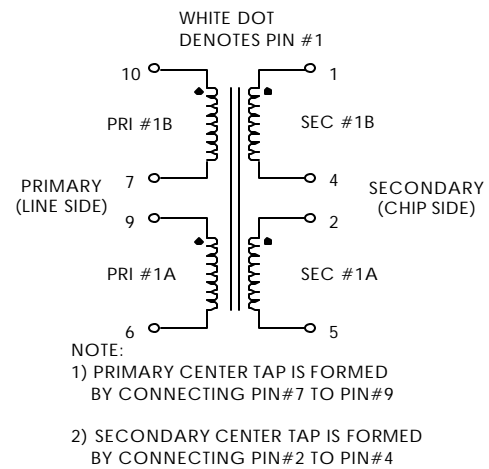 WHITE DOT
DENOTES PIN #1
10
1
PRI #1B
SEC #1B
7
4
PRIMARY
(LINE SIDE)
SECONDARY
(CHIP SIDE)
9
2
PRI #1A
SEC #1A
6
5
NOTE:
1) PRIMARY CENTER TAP IS FORMED
BY CONNECTING PIN#7 TO PIN#9
2) SECONDARY CENTER TAP IS FORMED
BY CONNECTING PIN#2 TO PIN#4